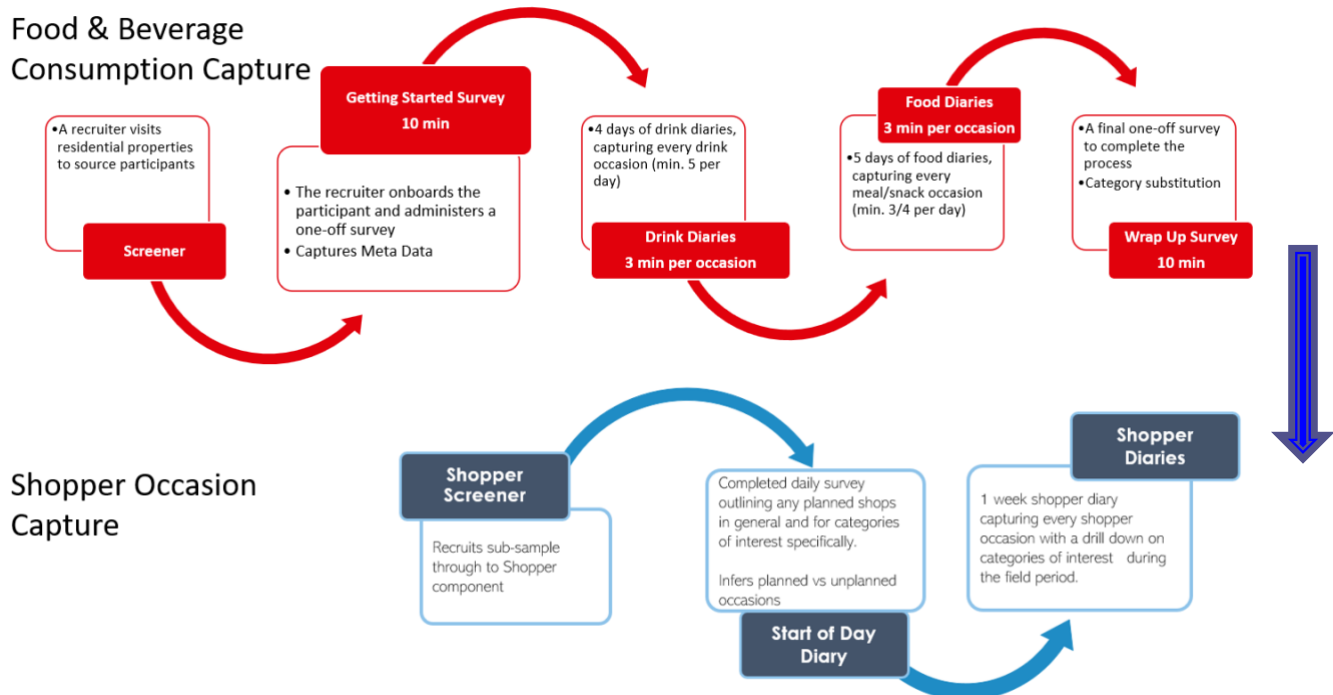 Food & Beverage
Consumption Capture
•A recruiter visits
residential properties
to source participants
Screener
Getting Started Survey
10 min
• The recruiter onboards the
participant and administers a
one-off survey
• Captures Meta Data
•4 days of drink diaries,
capturing every drink
occasion (min. 5 per
day)
Drink Diaries
3 min per occasion
Food Diaries
3 min per occasion
•5 days of food diaries,
capturing every
meal/snack occasion
(min. 3/4 per day)
•A final one-off survey
to complete the
process
•Category substitution
Wrap Up Survey
10 min
Shopper Occasion
Capture
Shopper
Screener
Recruits sub-sample
through to Shopper
component
Completed daily survey
outlining any planned shops
in general and for categories
of interest specifically.
Infers planned vs unplanned
occasions
Start of Day
Diary
Shopper
Diaries
1 week shopper diary
capturing every shopper
occasion with a drill down on
categories of interest during
the field period.